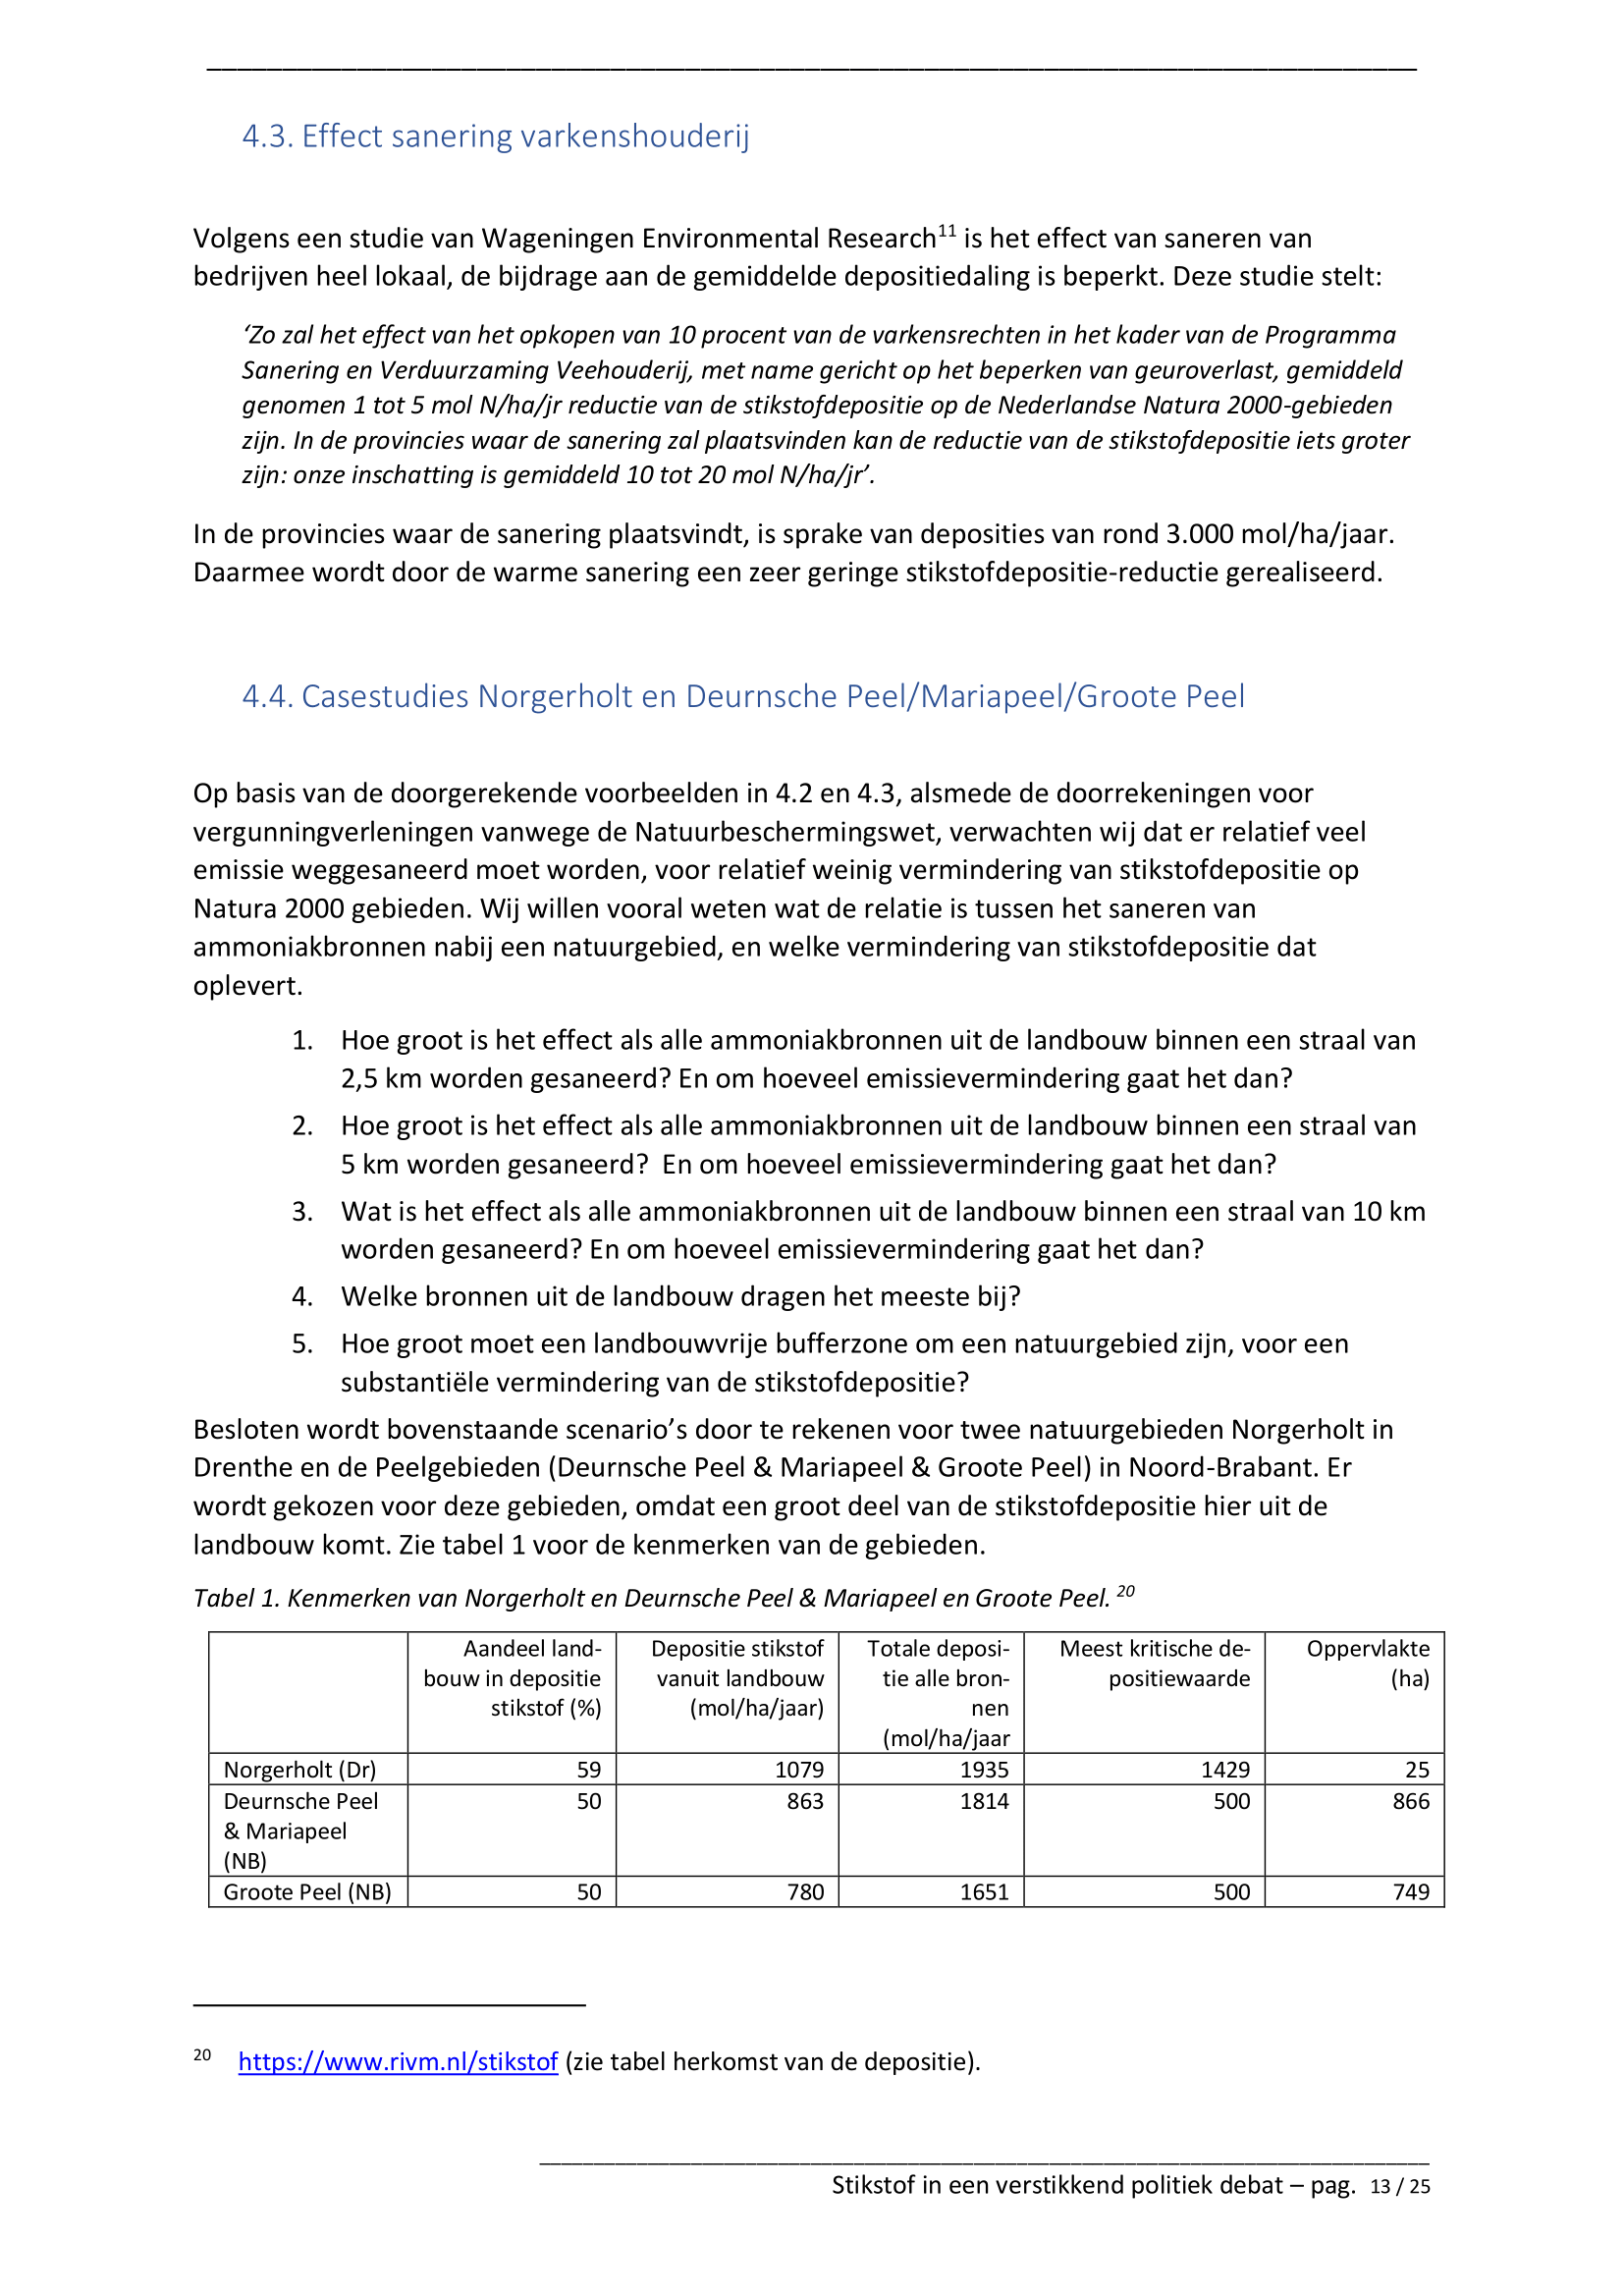 4.3. Effect sanering varkenshouderij
Volgens een studie van Wageningen Environmental Research11 is het effect van saneren van
bedrijven heel lokaal, de bijdrage aan de gemiddelde depositiedaling is beperkt. Deze studie stelt:
‘Zo zal het effect van het opkopen van 10 procent van de varkensrechten in het kader van de Programma
Sanering en Verduurzaming Veehouderij, met name gericht op het beperken van geuroverlast, gemiddeld
genomen 1 tot 5 mol N/ha/jr reductie van de stikstofdepositie op de Nederlandse Natura 2000-gebieden
zijn. In de provincies waar de sanering zal plaatsvinden kan de reductie van de stikstofdepositie iets groter
zijn: onze inschatting is gemiddeld 10 tot 20 mol N/ha/jr’.
In de provincies waar de sanering plaatsvindt, is sprake van deposities van rond 3.000 mol/ha/jaar.
Daarmee wordt door de warme sanering een zeer geringe stikstofdepositie-reductie gerealiseerd.
4.4. Casestudies Norgerholt en Deurnsche Peel/Mariapeel/Groote Peel
Op basis van de doorgerekende voorbeelden in 4.2 en 4.3, alsmede de doorrekeningen voor
vergunningverleningen vanwege de Natuurbeschermingswet, verwachten wij dat er relatief veel
emissie weggesaneerd moet worden, voor relatief weinig vermindering van stikstofdepositie op
Natura 2000 gebieden. Wij willen vooral weten wat de relatie is tussen het saneren van
ammoniakbronnen nabij een natuurgebied, en welke vermindering van stikstofdepositie dat
oplevert.
1. Hoe groot is het effect als alle ammoniakbronnen uit de landbouw binnen een straal van
2,5 km worden gesaneerd? En om hoeveel emissievermindering gaat het dan?
2. Hoe groot is het effect als alle ammoniakbronnen uit de landbouw binnen een straal van
5 km worden gesaneerd?  En om hoeveel emissievermindering gaat het dan?
3. Wat is het effect als alle ammoniakbronnen uit de landbouw binnen een straal van 10 km
worden gesaneerd? En om hoeveel emissievermindering gaat het dan?
4. Welke bronnen uit de landbouw dragen het meeste bij?
5. Hoe groot moet een landbouwvrije bufferzone om een natuurgebied zijn, voor een
substantiële vermindering van de stikstofdepositie?
Besloten wordt bovenstaande scenario’s door te rekenen voor twee natuurgebieden Norgerholt in
Drenthe en de Peelgebieden (Deurnsche Peel & Mariapeel & Groote Peel) in Noord-Brabant. Er
wordt gekozen voor deze gebieden, omdat een groot deel van de stikstofdepositie hier uit de
landbouw komt. Zie tabel 1 voor de kenmerken van de gebieden.
Tabel 1. Kenmerken van Norgerholt en Deurnsche Peel & Mariapeel en Groote Peel. 20
Aandeel land-
bouw in depositie
stikstof (%)
Depositie stikstof
vanuit landbouw
(mol/ha/jaar)
Totale deposi-
tie alle bron-
nen
(mol/ha/jaar
Meest kritische de-
positiewaarde
Oppervlakte
(ha)
Norgerholt (Dr) 59 1079 1935 1429 25
Deurnsche Peel 50 863 1814 500 866
& Mariapeel
(NB)
Groote Peel (NB) 50 780 1651 500 749
20 https://www.rivm.nl/stikstof (zie tabel herkomst van de depositie).
Stikstof in een verstikkend politiek debat – pag. 13 / 25